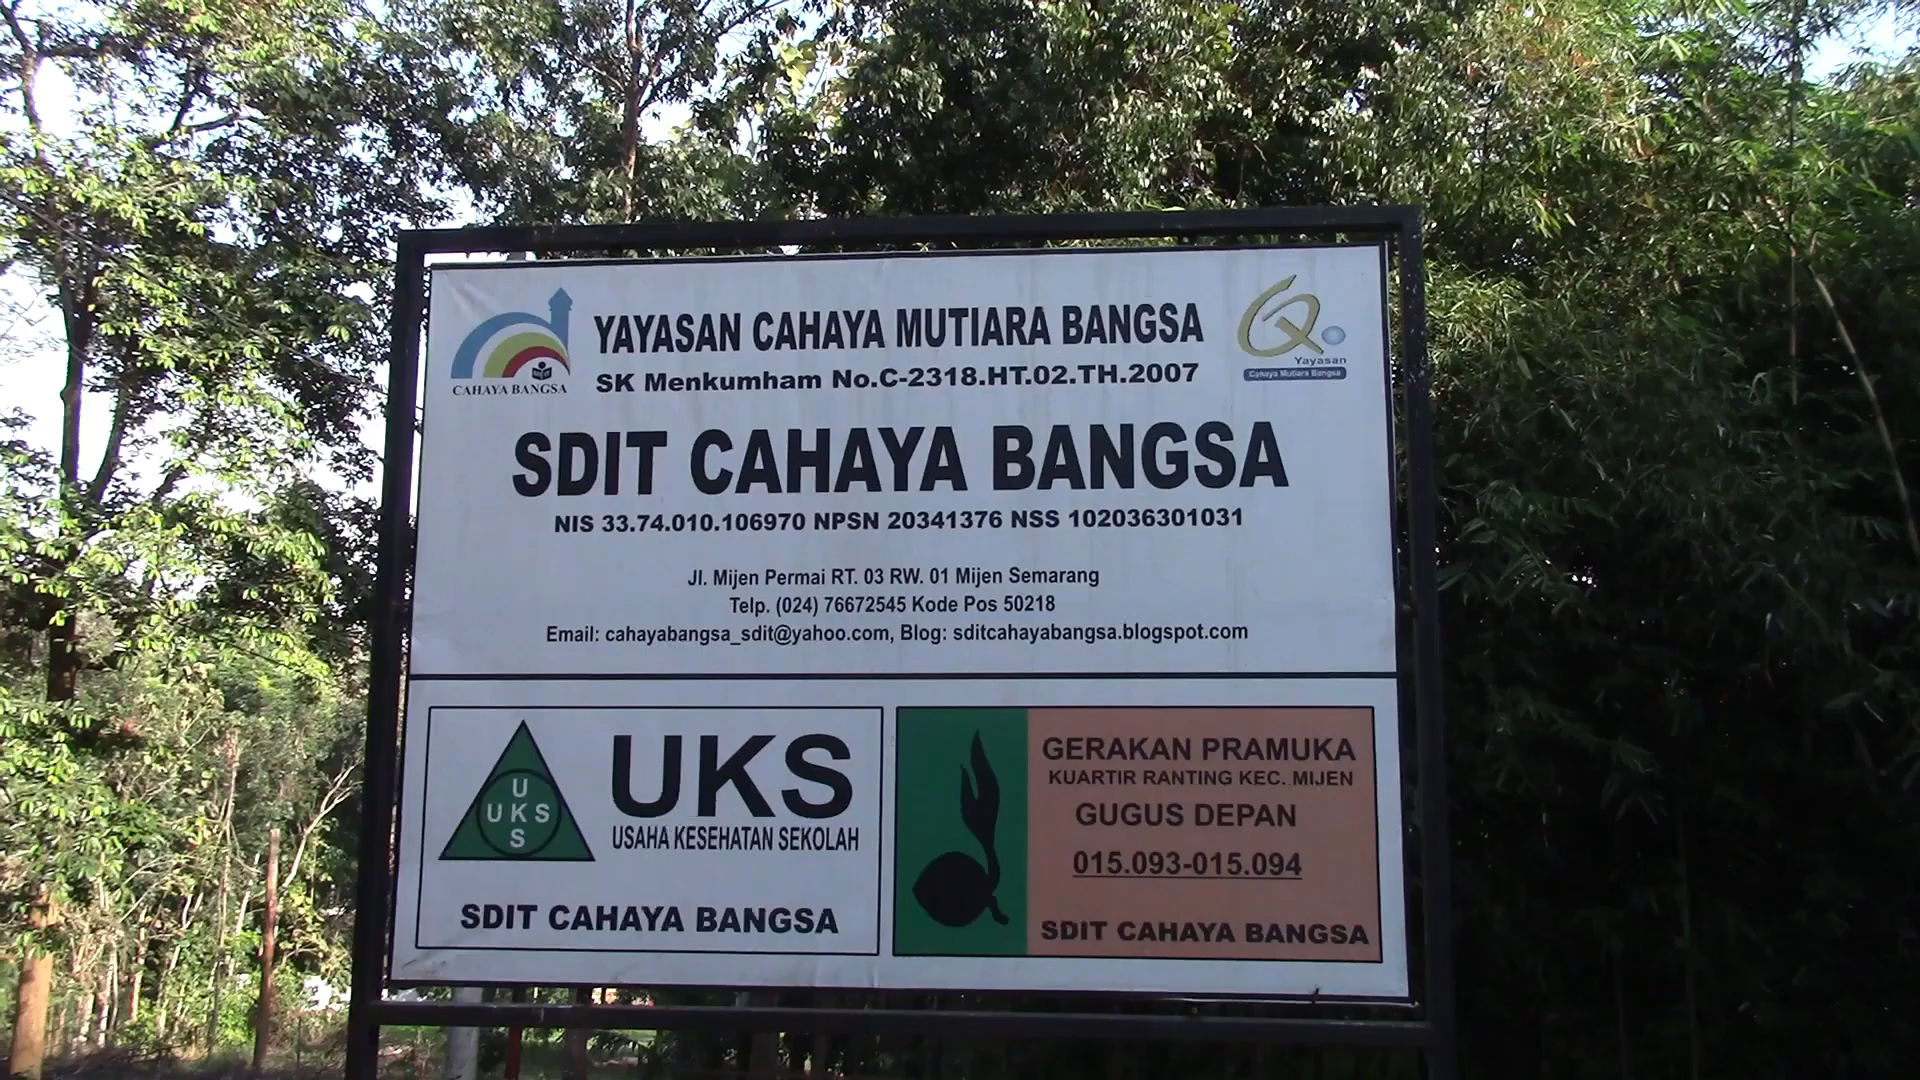 YAYASAN CAHAYA MUTIARA BANGSA
SK Menkumham No.C-2318.HT.02.TH.2007
CAHAYA BANGSA
Yayasan
Cahaya Mutiara Bangsa
SDIT CAHAYA BANGSA
NIS 33.74.010.106970 NPSN 20341376 NSS 102036301031
Jl. Mijen Permai RT. 03 RW. 01 Mijen Semarang
Telp. (024) 76672545 Kode Pos 50218
Email: cahayabangsa_sdit@yahoo.com, Blog: sditcahayabangsa.blogspot.com
U
UKS
S
UKS
USAHA KESEHATAN SEKOLAH
SDIT CAHAYA BANGSA
GERAKAN PRAMUKA
KUARTIR RANTING KEC. MIJEN
GUGUS DEPAN
015.093-015.094
SDIT CAHAYA BANGSA